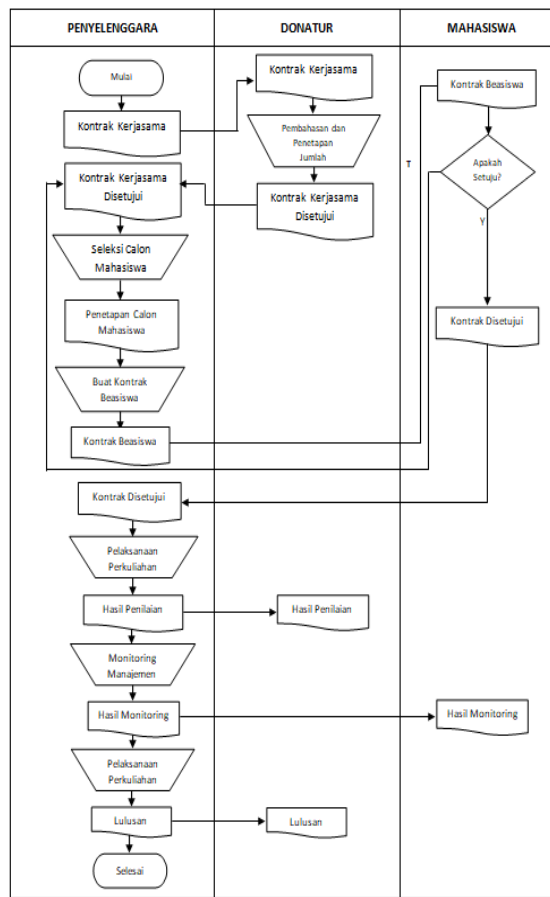 PENYELENGGARA
DONATUR
MAHASISWA
Mulai
Kontrak Kerjasama
Kontrak Kerjasama
Disetujui
Seleksi Calon
Mahasiswa
Penetapan Calon
Mahasiswa
Buat Kontrak
Beasiswa
Kontrak Beasiswa
Kontrak Disetujui
Pelaksanaan
Perkuliahan
Hasil Penilaian
Monitoring
Manajemen
Hasil Monitoring
Pelaksanaan
Perkuliahan
Lulusan
Selesai
Kontrak Kerjasama
Pembahasan dan
Penetapan
Jumlah
Kontrak Kerjasama
Disetujui
Hasil Penilaian
Lulusan
Kontrak Beasiswa
T
Apakah
Setuju?
Y
Kontrak Disetujui
Hasil Monitoring